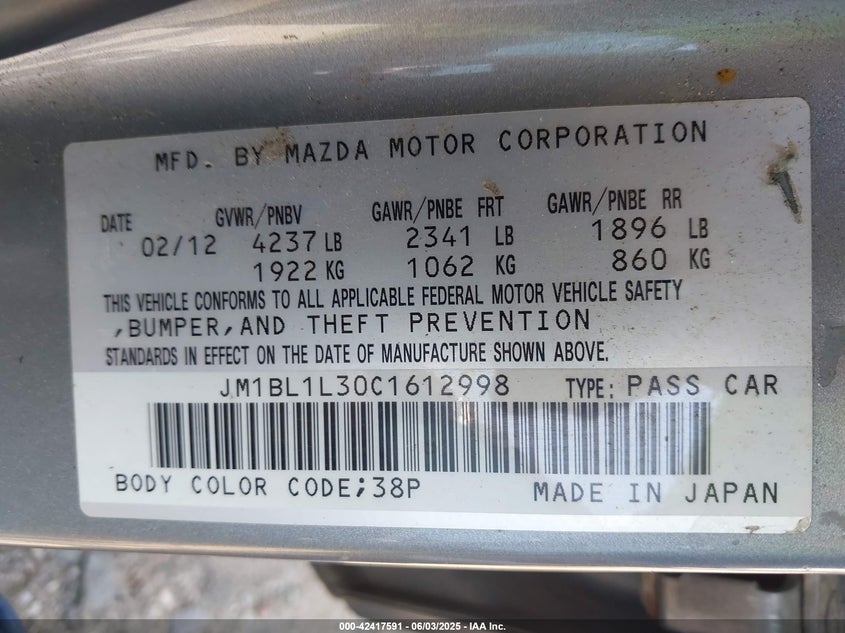 MFD. BY MAZDA MOTOR CORPORATION
DATE GVWR/PNBV GAWR/PNBE FRT GAWR/PNBE RR
02/12 4237 LB 2341 LB 1896 LB
1922 KG 1062 KG 860 KG
THIS VEHICLE CONFORMS TO ALL APPLICABLE FEDERAL MOTOR VEHICLE SAFETY
,BUMPER,AND THEFT PREVENTION
STANDARDS IN EFFECT ON THE DATE OF MANUFACTURE SHOWN ABOVE.
JM1BL1L30C1612998 TYPE: PASS CAR
BODY COLOR CODE;38P MADE IN JAPAN
000-42417591 - 06/03/2025 - IAA Inc.